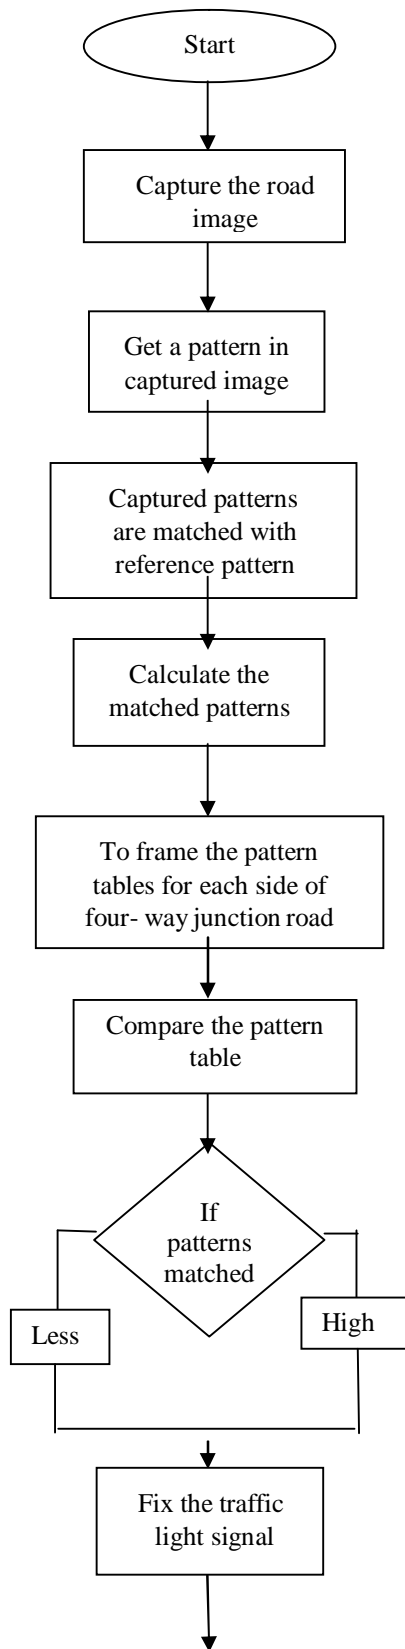 Start
Capture the road
image
Get a pattern in
captured image
Captured patterns
are matched with
reference pattern
Calculate the
matched patterns
To frame the pattern
tables for each side of
four- way junction road
Compare the pattern
table
If
patterns
matched
Less
High
Fix the traffic
light signal